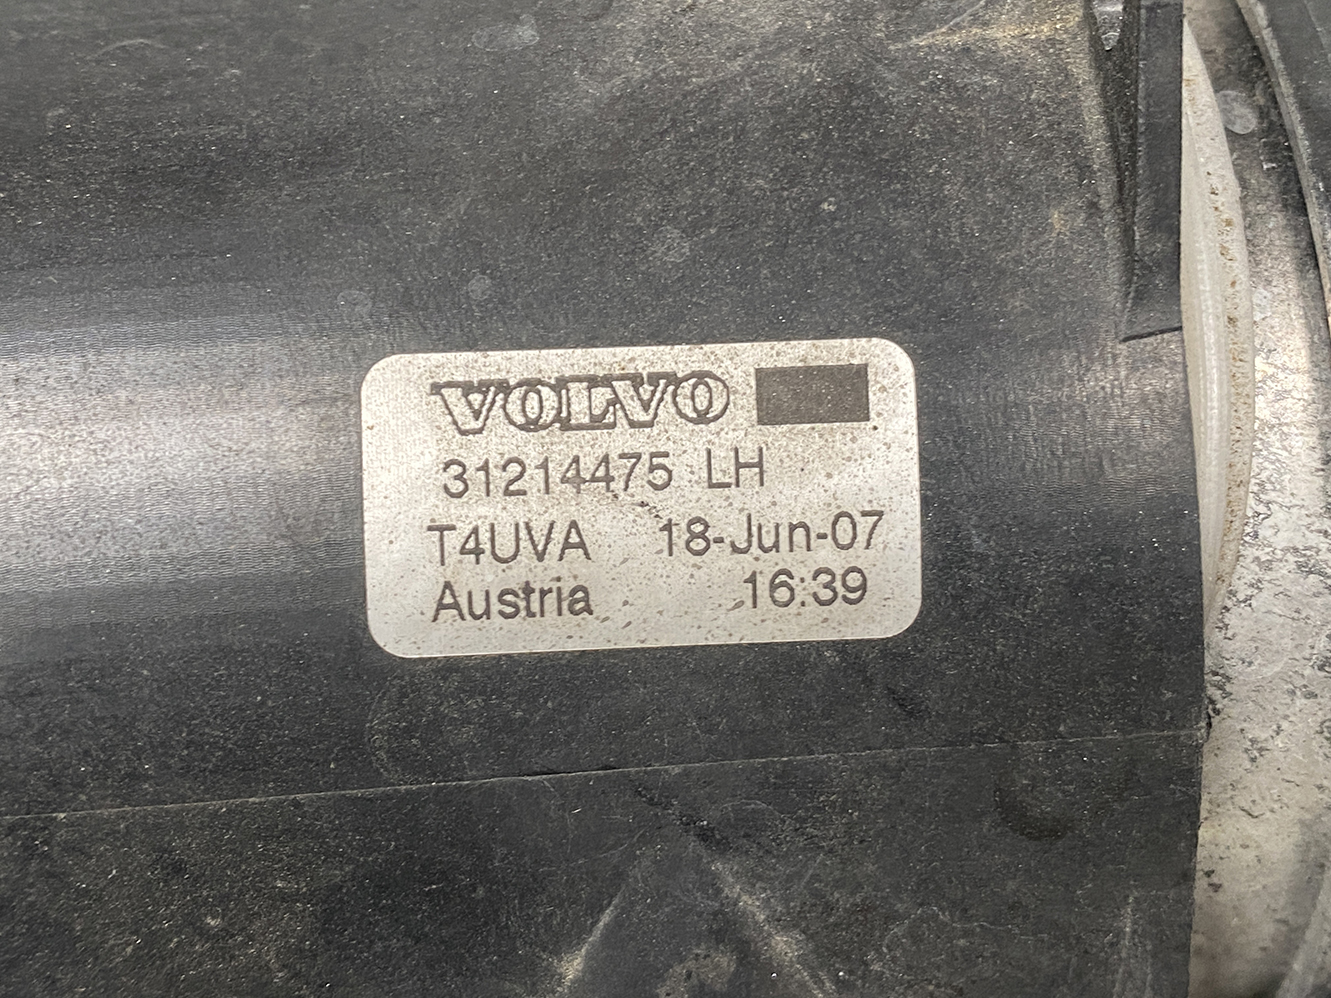 VOLVO
31214475 LH
T4UVA 18-Jun-07
Austria 16:39